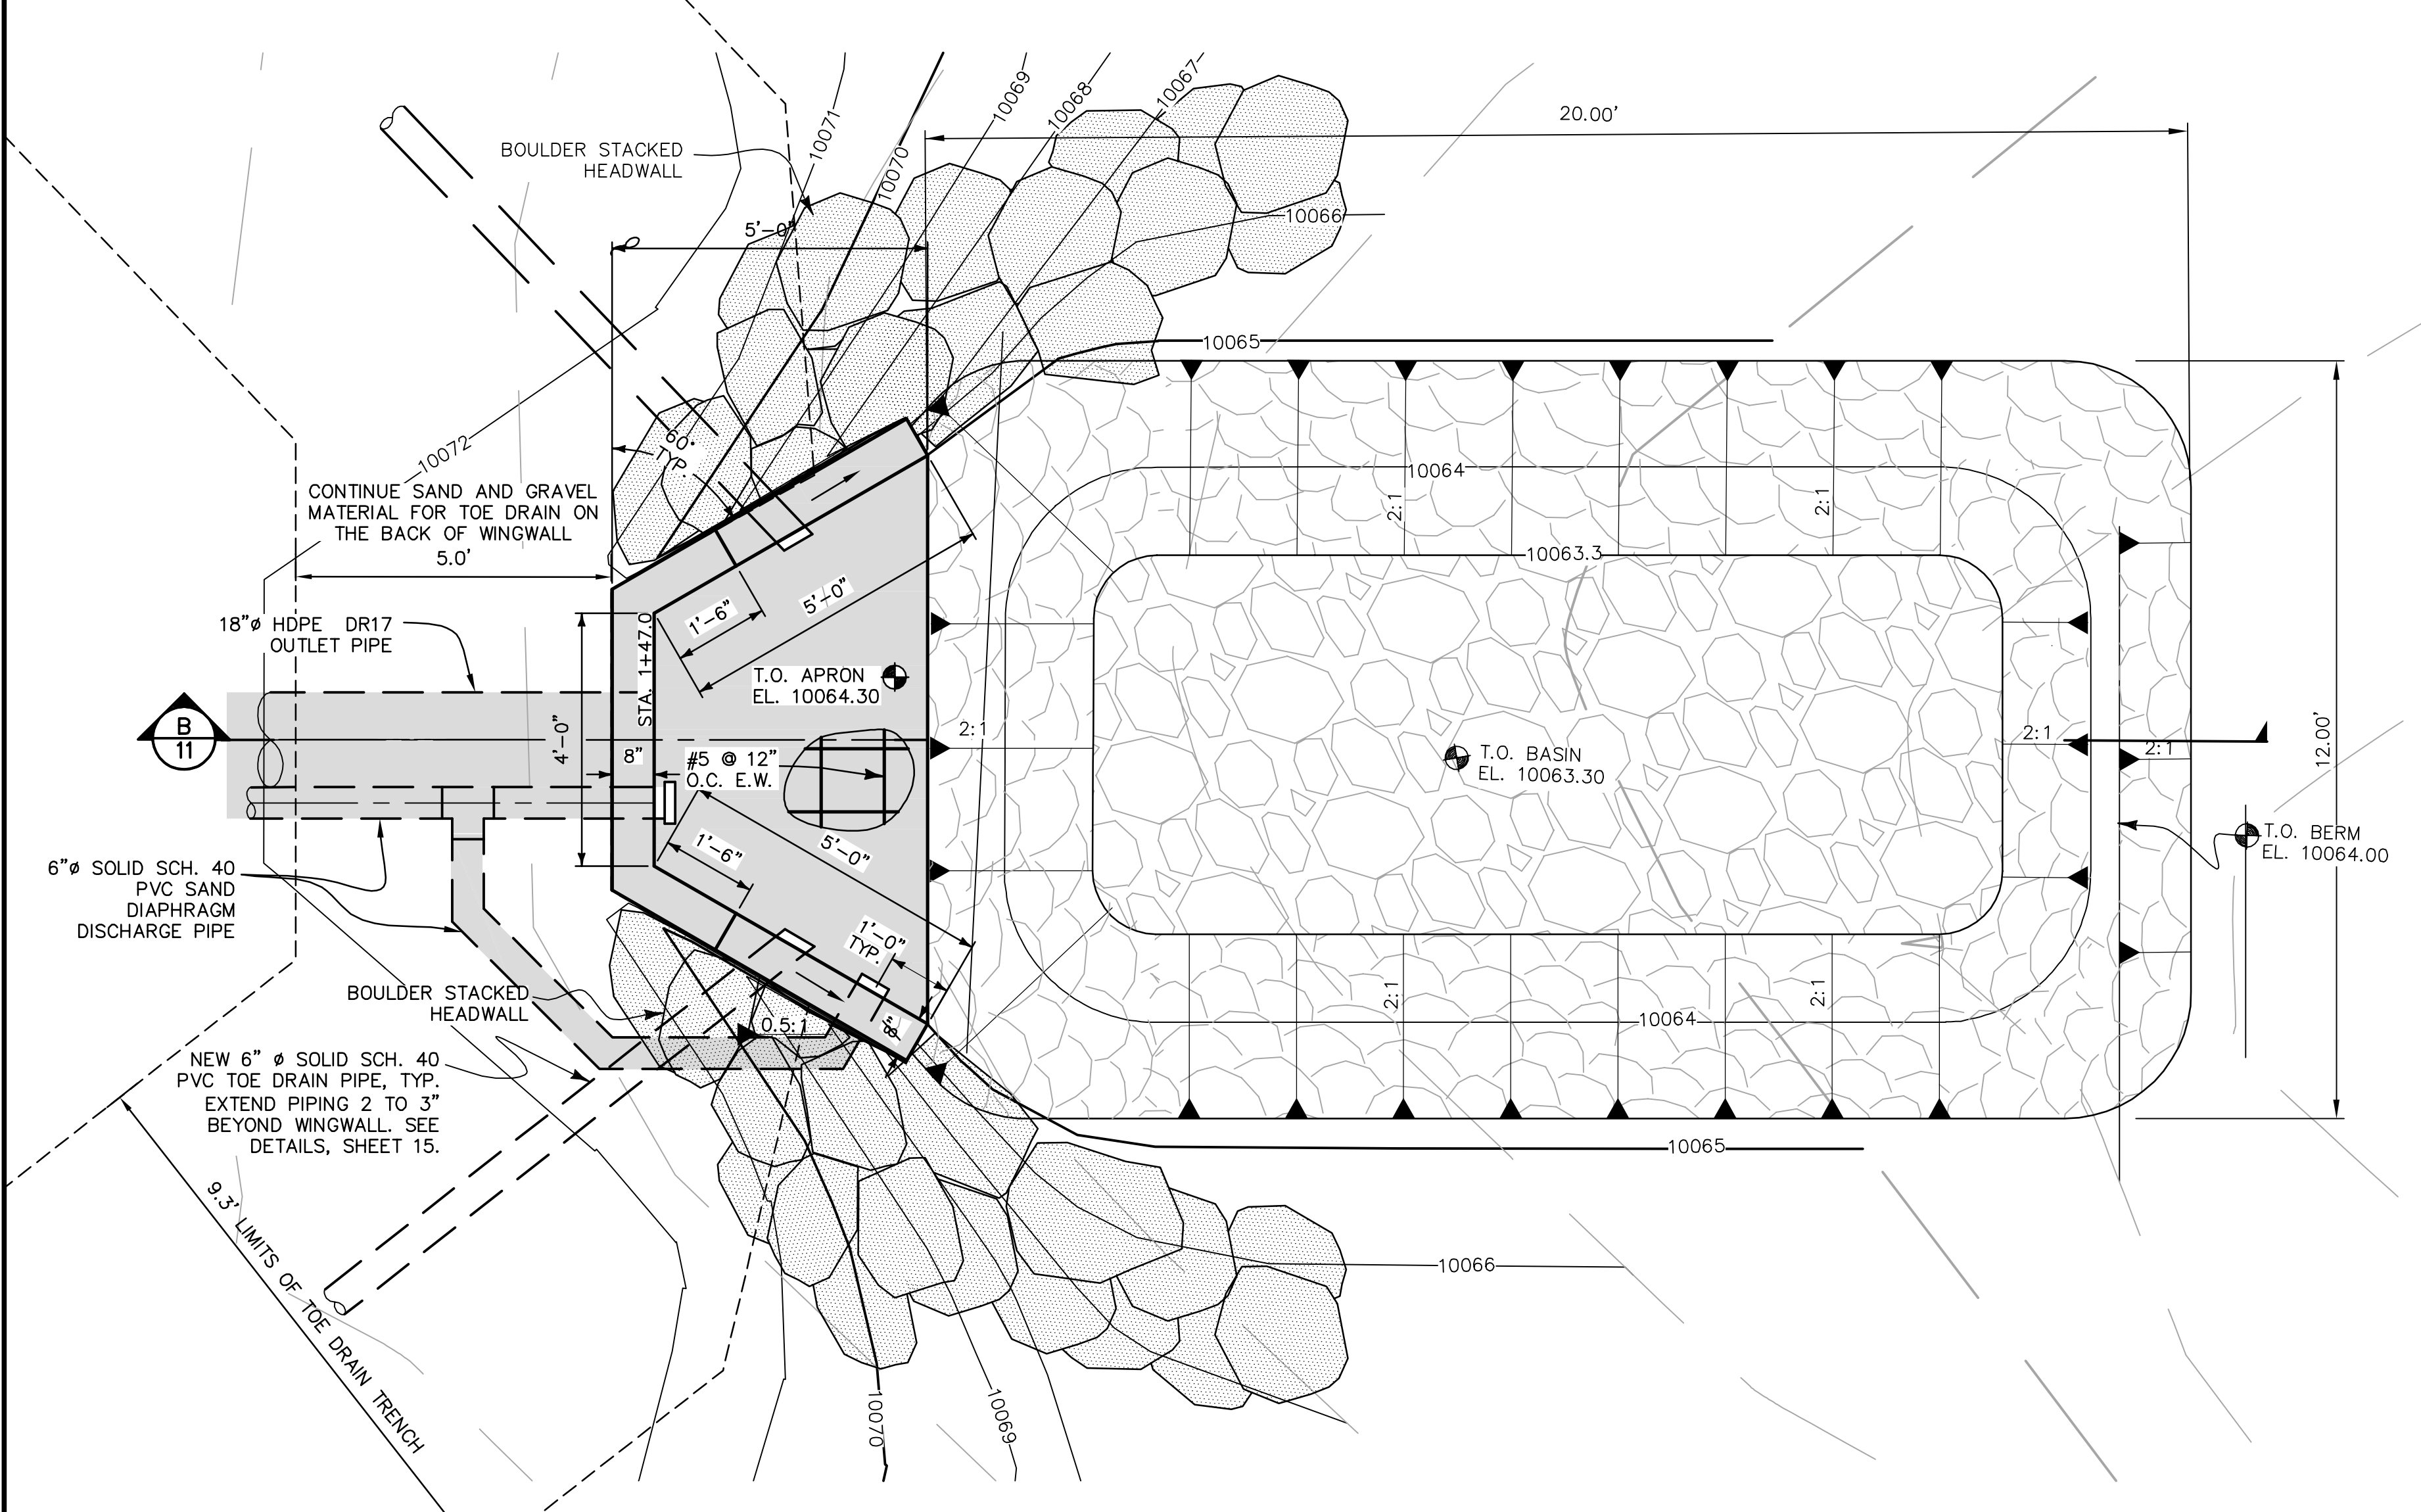 20.00'
10069
10068
10067
10071
10070
BOULDER STACKED
HEADWALL
10066
5'-0"
10065
60°
TYP.
10072
10064
2:1
2:1
CONTINUE SAND AND GRAVEL
MATERIAL FOR TOE DRAIN ON
THE BACK OF WINGWALL
5.0'
10063.3
1'-6"
5'-0"
18"ø HDPE DR17
OUTLET PIPE
STA. 1+47.0
T.O. APRON
EL. 10064.30
B
11
4'-0"
8"
#5 @ 12"
O.C. E.W.
2:1
T.O. BASIN
EL. 10063.30
2:1
2:1
12.00'
T.O. BERM
EL. 10064.00
1'-6"
5'-0"
6"ø SOLID SCH. 40
PVC SAND
DIAPHRAGM
DISCHARGE PIPE
1'-0"
TYP.
8"
BOULDER STACKED
HEADWALL
0.5:1
2:1
2:1
10064
NEW 6" ø SOLID SCH. 40
PVC TOE DRAIN PIPE, TYP.
EXTEND PIPING 2 TO 3"
BEYOND WINGWALL. SEE
DETAILS, SHEET 15.
10065
9.3' LIMITS OF TOE DRAIN TRENCH
10066
10070
10069